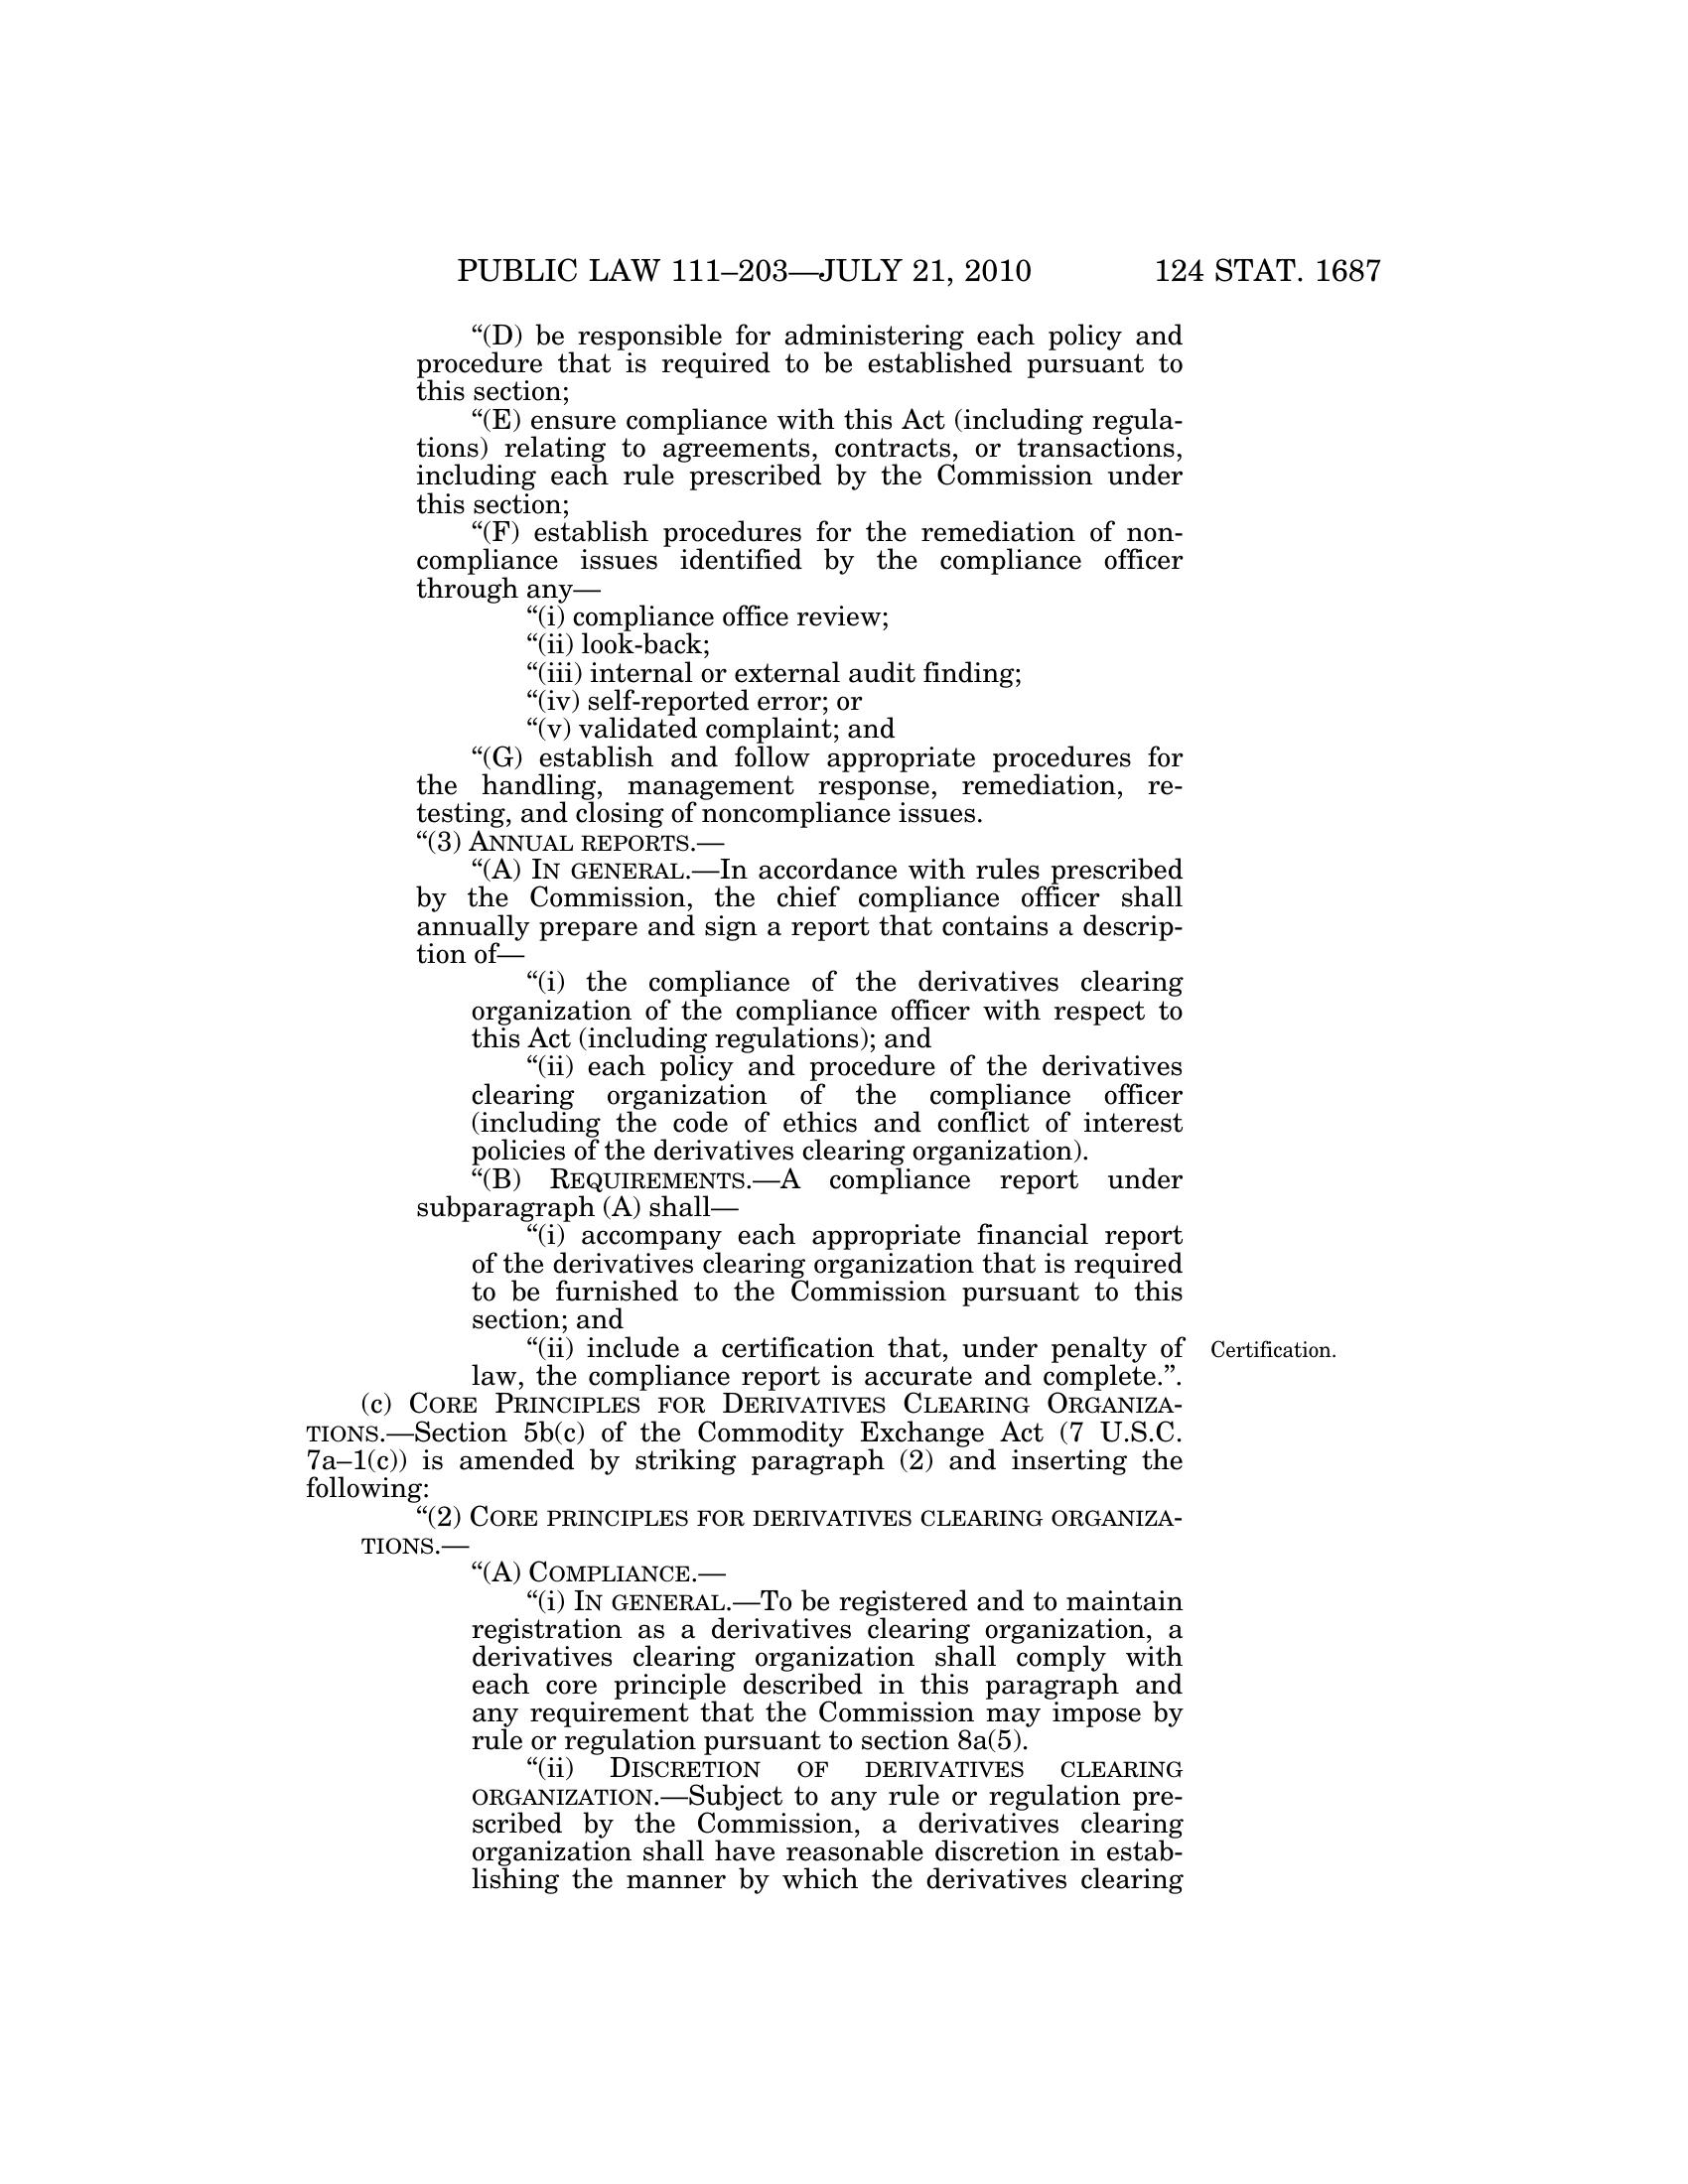 PUBLIC LAW 111–203—JULY 21, 2010 124 STAT. 1687
“(D) be responsible for administering each policy and
procedure that is required to be established pursuant to
this section;
“(E) ensure compliance with this Act (including regula-
tions) relating to agreements, contracts, or transactions,
including each rule prescribed by the Commission under
this section;
“(F) establish procedures for the remediation of non-
compliance issues identified by the compliance officer
through any—
“(i) compliance office review;
“(ii) look-back;
“(iii) internal or external audit finding;
“(iv) self-reported error; or
“(v) validated complaint; and
“(G) establish and follow appropriate procedures for
the handling, management response, remediation, re-
testing, and closing of noncompliance issues.
“(3) ANNUAL REPORTS.—
“(A) IN GENERAL.—In accordance with rules prescribed
by the Commission, the chief compliance officer shall
annually prepare and sign a report that contains a descrip-
tion of—
“(i) the compliance of the derivatives clearing
organization of the compliance officer with respect to
this Act (including regulations); and
“(ii) each policy and procedure of the derivatives
clearing organization of the compliance officer
(including the code of ethics and conflict of interest
policies of the derivatives clearing organization).
“(B) REQUIREMENTS.—A compliance report under
subparagraph (A) shall—
“(i) accompany each appropriate financial report
of the derivatives clearing organization that is required
to be furnished to the Commission pursuant to this
section; and
“(ii) include a certification that, under penalty of
law, the compliance report is accurate and complete.”.
Certification.
(c) CORE PRINCIPLES FOR DERIVATIVES CLEARING ORGANIZA-
TIONS.—Section 5b(c) of the Commodity Exchange Act (7 U.S.C.
7a–1(c)) is amended by striking paragraph (2) and inserting the
following:
“(2) CORE PRINCIPLES FOR DERIVATIVES CLEARING ORGANIZA-
TIONS.—
“(A) COMPLIANCE.—
“(i) IN GENERAL.—To be registered and to maintain
registration as a derivatives clearing organization, a
derivatives clearing organization shall comply with
each core principle described in this paragraph and
any requirement that the Commission may impose by
rule or regulation pursuant to section 8a(5).
“(ii) DISCRETION OF DERIVATIVES CLEARING
ORGANIZATION.—Subject to any rule or regulation pre-
scribed by the Commission, a derivatives clearing
organization shall have reasonable discretion in estab-
lishing the manner by which the derivatives clearing